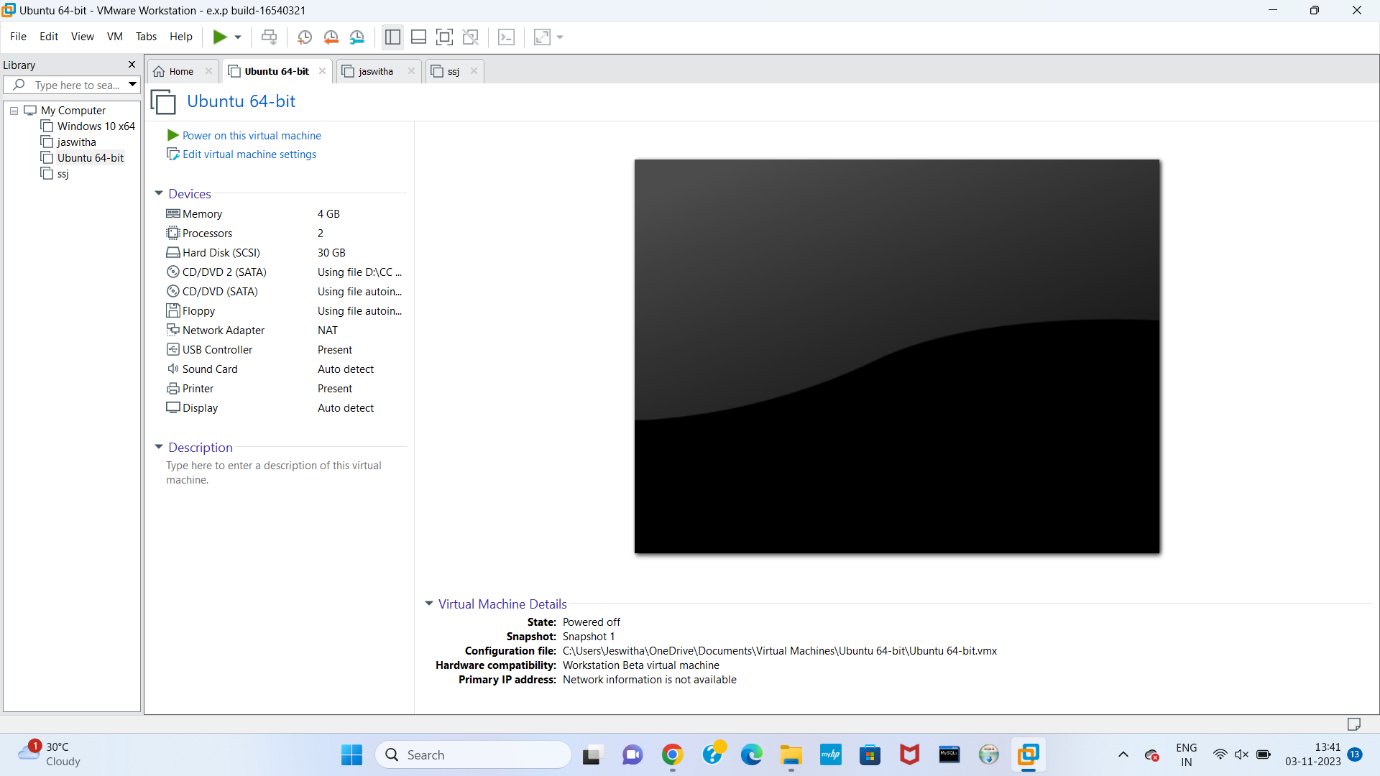 Ubuntu 64-bit - VMware Workstation - e.x.p build-16540321
File Edit View VM Tabs Help
Library
Type here to sea...
My Computer
Windows 10 x64
jaswitha
Ubuntu 64-bit
ssj
Home Ubuntu 64-bit jaswitha ssj
Ubuntu 64-bit
Power on this virtual machine
Edit virtual machine settings
Devices
Memory 4 GB
Processors 2
Hard Disk (SCSI) 30 GB
CD/DVD 2 (SATA) Using file D:\CC ...
CD/DVD (SATA) Using file autoin...
Floppy Using file autoin...
Network Adapter NAT
USB Controller Present
Sound Card Auto detect
Printer Present
Display Auto detect
Description
Type here to enter a description of this virtual
machine.
Virtual Machine Details
State: Powered off
Snapshot: Snapshot 1
Configuration file: C:\Users\Jeswitha\OneDrive\Documents\Virtual Machines\Ubuntu 64-bit\Ubuntu 64-bit.vmx
Hardware compatibility: Workstation Beta virtual machine
Primary IP address: Network information is not available
1 30°C
Cloudy
Search
myhp
MySQL
ENG
IN
13:41
03-11-2023
13